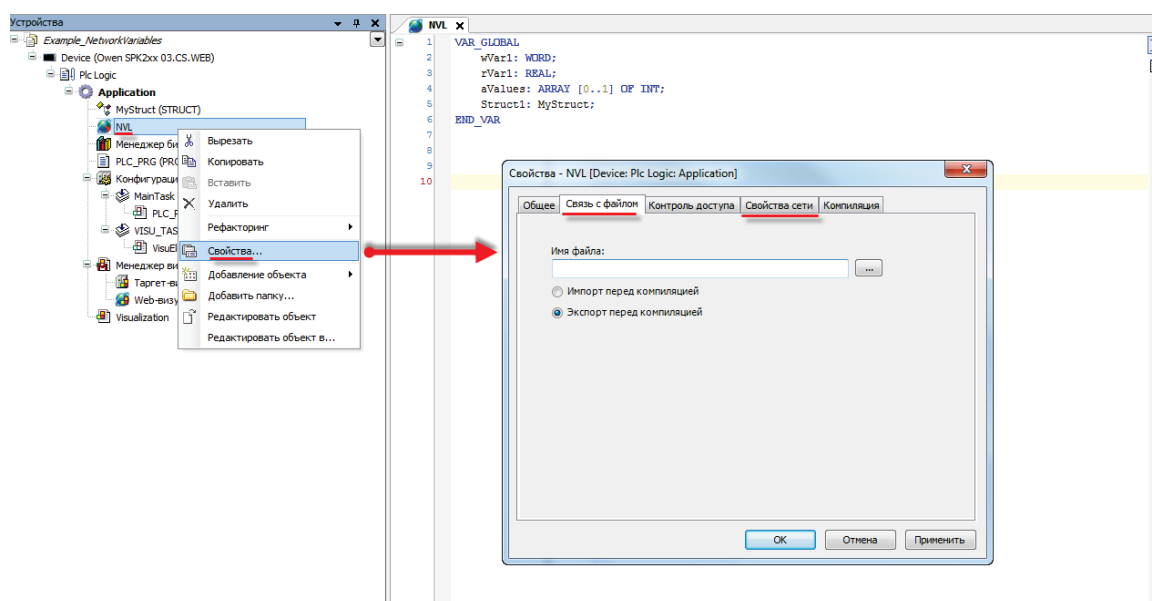 Устройства
Example_NetworkVariables
Device (Owen SPK2xx 03.CS.WEB)
Plc Logic
Application
MyStruct (STRUCT)
NVL
Менеджер би
PLC_PRG (PRG
Конфигураци
MainTask
PLC_P
VISU_TAS
VisuEl
Менеджер ви
Таргет-ви
Web-визу
Visualization
Вырезать
Копировать
Вставить
Удалить
Рефакторинг
Свойства...
Добавление объекта
Добавить папку...
Редактировать объект
Редактировать объект в...
NVL
1 VAR_GLOBAL
2 wVar1: WORD;
3 rVar1: REAL;
4 aValues: ARRAY [0..1] OF INT;
5 Struct1: MyStruct;
6 END_VAR
7
8
9
10
Свойства - NVL [Device: Plc Logic: Application]
Общее Связь с файлом Контроль доступа Свойства сети Компиляция
Имя файла:
...
Импорт перед компиляцией
Экспорт перед компиляцией
OK Отмена Применить